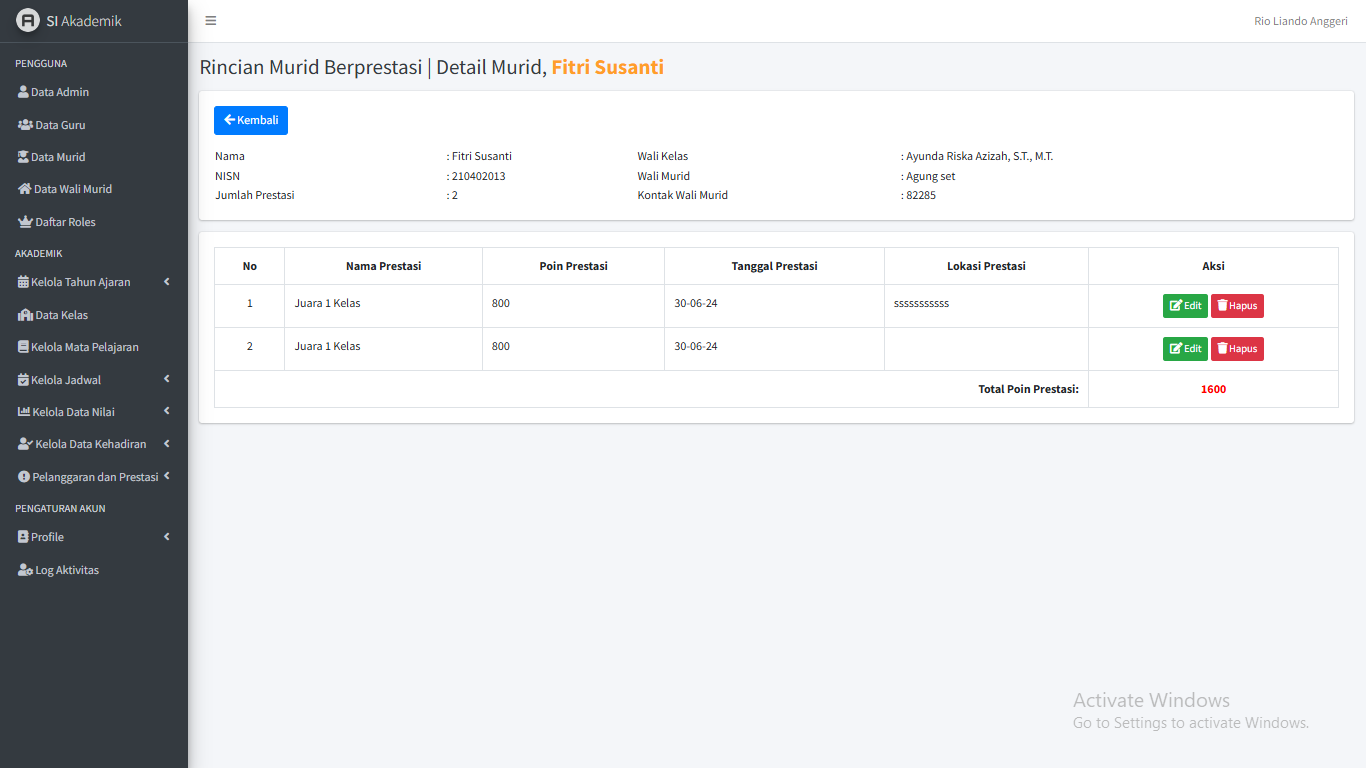 SI Akademik
Rio Liando Anggeri
PENGGUNA
Data Admin
Data Guru
Data Murid
Data Wali Murid
Daftar Roles
AKADEMIK
Kelola Tahun Ajaran
Data Kelas
Kelola Mata Pelajaran
Kelola Jadwal
Kelola Data Nilai
Kelola Data Kehadiran
Pelanggaran dan Prestasi
PENGATURAN AKUN
Profile
Log Aktivitas
Rincian Murid Berprestasi | Detail Murid, Fitri Susanti
Kembali
Nama : Fitri Susanti Wali Kelas : Ayunda Riska Azizah, S.T., M.T.
NISN : 210402013 Wali Murid : Agung set
Jumlah Prestasi : 2 Kontak Wali Murid : 82285
No Nama Prestasi Poin Prestasi Tanggal Prestasi Lokasi Prestasi Aksi
1 Juara 1 Kelas 800 30-06-24 sssssssssss Edit Hapus
2 Juara 1 Kelas 800 30-06-24 Edit Hapus
Total Poin Prestasi: 1600
Activate Windows
Go to Settings to activate Windows.